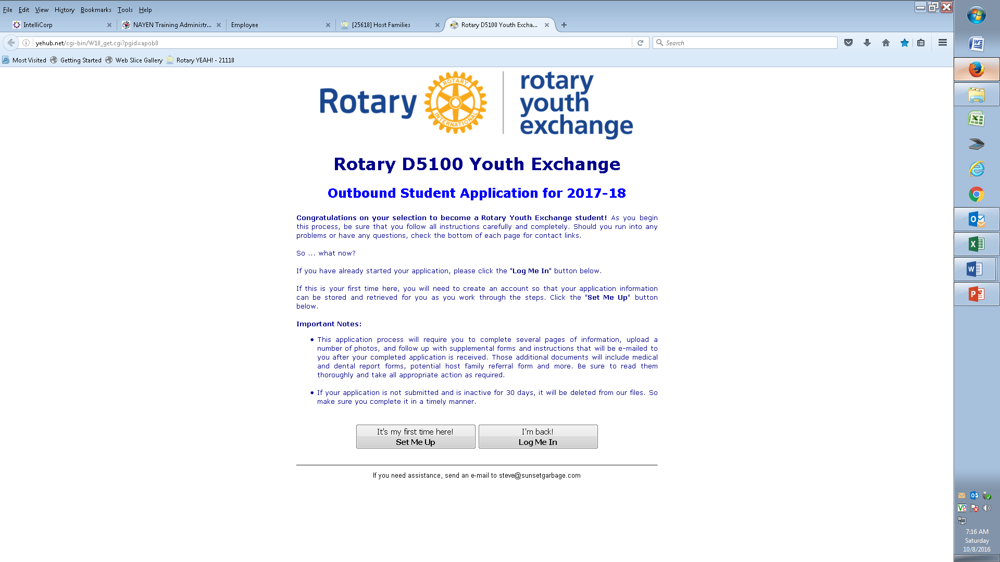 File Edit View History Bookmarks Tools Help
IntelliCorp
NAYEN Training Administr...
Employee
[25618] Host Families
Rotary D5100 Youth Excha...
yehub.net/cgi-bin/W10_get.cgi?pgid=apob0
Search
Most Visited Getting Started Web Slice Gallery Rotary YEAH! - 21118
Rotary
ROTARY
INTERNATIONAL
rotary
youth
exchange
Rotary D5100 Youth Exchange
Outbound Student Application for 2017-18
Congratulations on your selection to become a Rotary Youth Exchange student! As you begin
this process, be sure that you follow all instructions carefully and completely. Should you run into any
problems or have any questions, check the bottom of each page for contact links.
So ... what now?
If you have already started your application, please click the "Log Me In" button below.
If this is your first time here, you will need to create an account so that your application information
can be stored and retrieved for you as you work through the steps. Click the "Set Me Up" button
below.
Important Notes:
• This application process will require you to complete several pages of information, upload a
number of photos, and follow up with supplemental forms and instructions that will be e-mailed to
you after your completed application is received. Those additional documents will include medical
and dental report forms, potential host family referral form and more. Be sure to read them
thoroughly and take all appropriate action as required.
• If your application is not submitted and is inactive for 30 days, it will be deleted from our files. So
make sure you complete it in a timely manner.
It's my first time here!
Set Me Up
I'm back!
Log Me In
If you need assistance, send an e-mail to steve@sunsetgarbage.com
7:16 AM
Saturday
10/8/2016